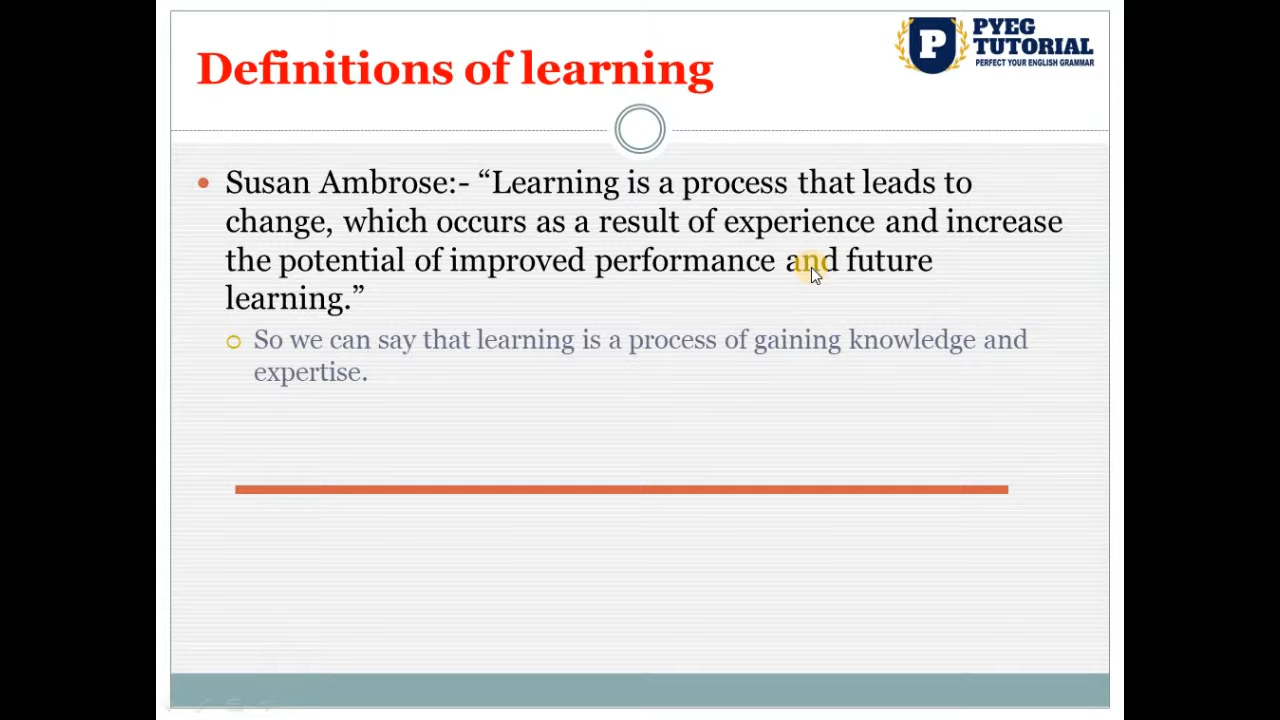 PYEG
TUTORIAL
PERFECT YOUR ENGLISH GRAMMAR
P
Definitions of learning
Susan Ambrose:- “Learning is a process that leads to
change, which occurs as a result of experience and increase
the potential of improved performance and future
learning.”
So we can say that learning is a process of gaining knowledge and
expertise.